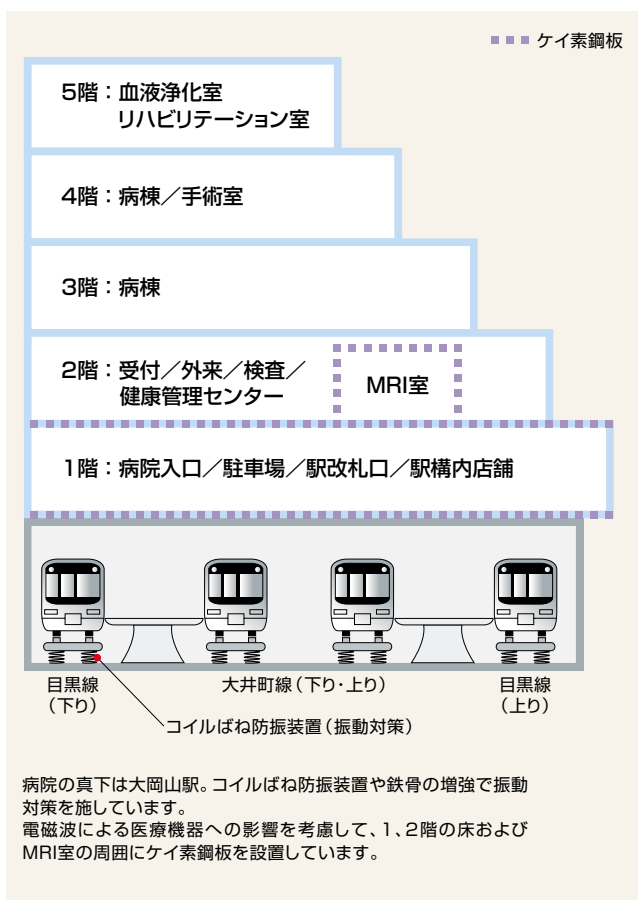 ケイ素鋼板
5階：血液浄化室
リハビリテーション室
4階：病棟／手術室
3階：病棟
2階：受付／外来／検査／
健康管理センター
MRI室
1階：病院入口／駐車場／駅改札口／駅構内店舗
目黒線
（下り）
大井町線（下り・上り）
目黒線
（上り）
コイルばね防振装置（振動対策）
病院の真下は大岡山駅。コイルばね防振装置や鉄骨の増強で振動
対策を施しています。
電磁波による医療機器への影響を考慮して、1、2階の床および
MRI室の周囲にケイ素鋼板を設置しています。